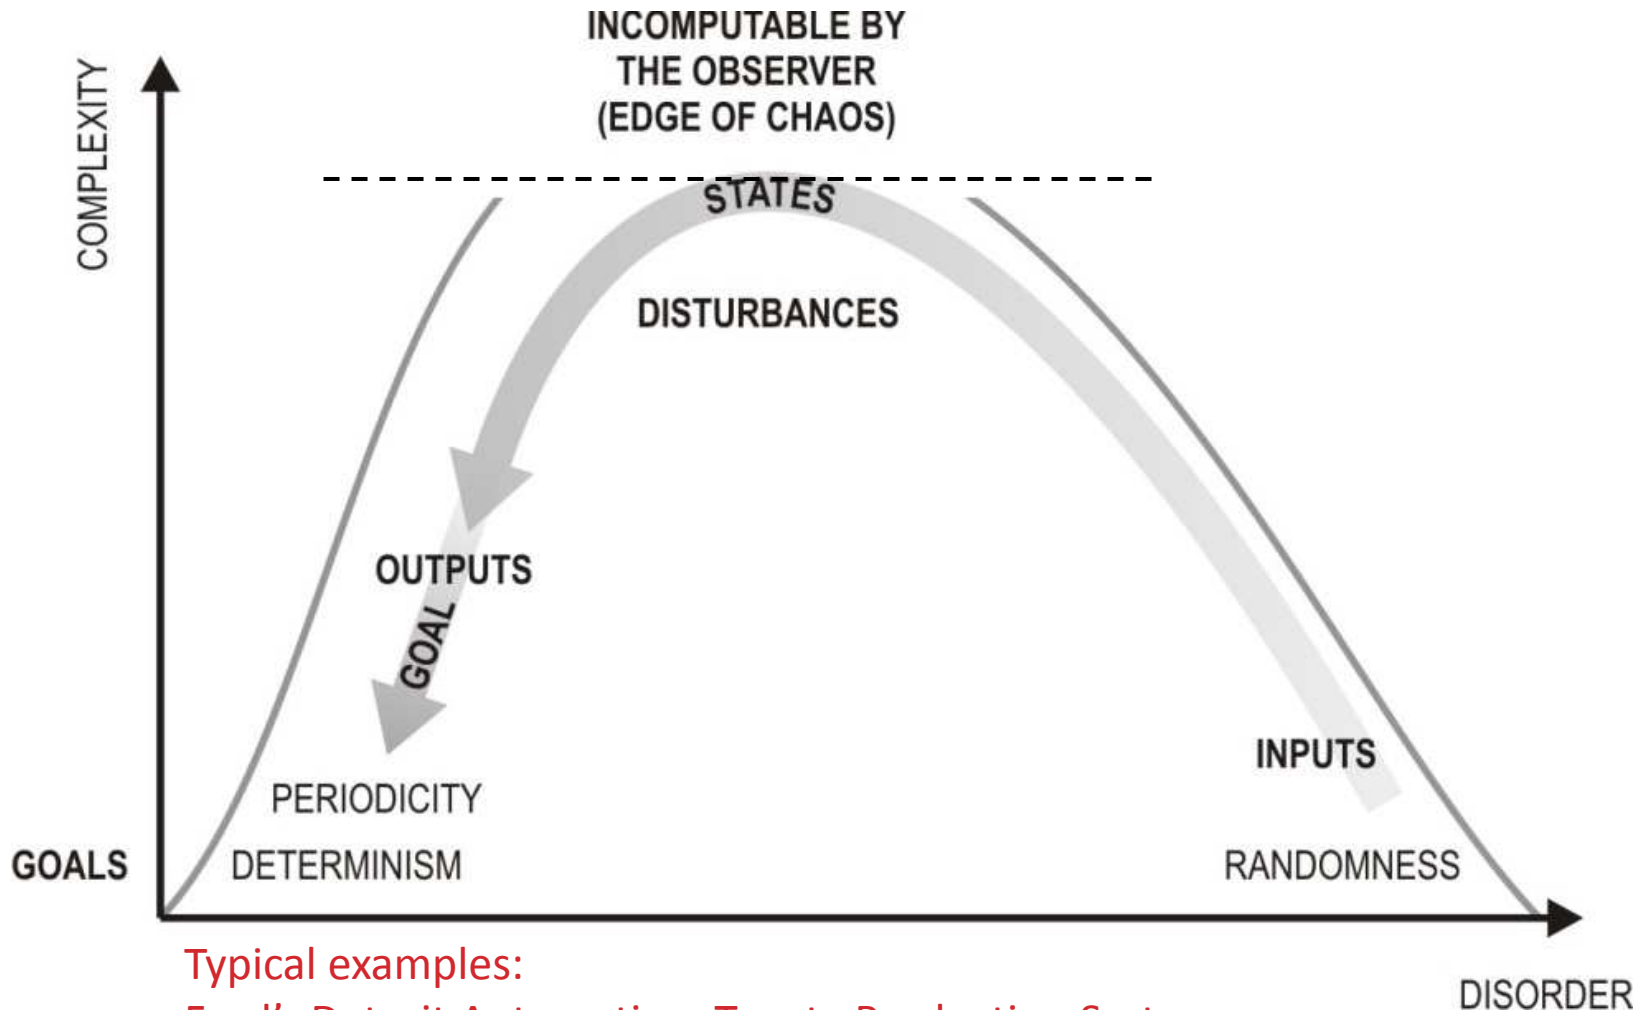 INCOMPUTABLE BY
THE OBSERVER
(EDGE OF CHAOS)
COMPLEXITY
STATES
DISTURBANCES
OUTPUTS
GOAL
INPUTS
PERIODICITY
GOALS
DETERMINISM
RANDOMNESS
Typical examples:
DISORDER